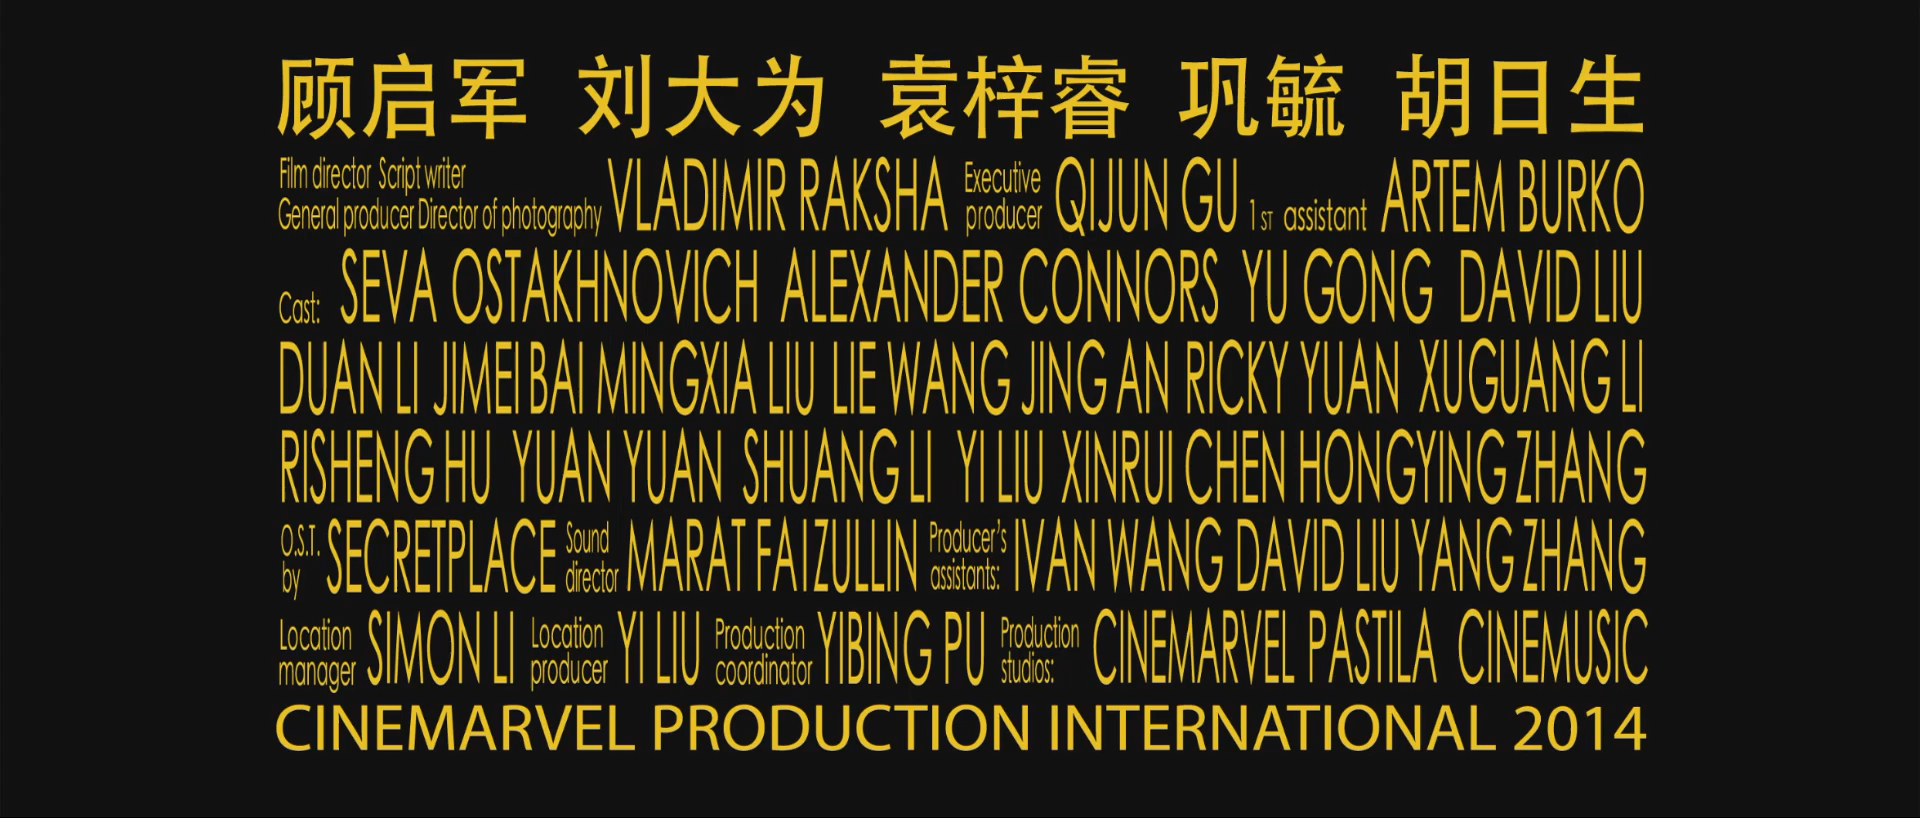 顾启军 刘大为 袁梓睿 巩毓 胡日生
Film director Script writer
General producer Director of photography VLADIMIR RAKSHA Executive producer QIJUN GU 1ST assistant ARTEM BURKO
Cast: SEVA OSTAKHNOVICH ALEXANDER CONNORS YU GONG DAVID LIU
DUAN LI JIMEI BAI MINGXIA LIU LIE WANG JING AN RICKY YUAN XUGUANG LI
RISHENG HU YUAN YUAN SHUANG LI YI LIU XINRUI CHEN HONGYING ZHANG
O.S.T. by SECRETPLACE Sound director MARAT FAIZULLIN Producer's assistants: IVAN WANG DAVID LIU YANG ZHANG
Location manager SIMON LI Location producer YI LIU Production coordinator YIBING PU Production studios: CINEMARVEL PASTILA CINEMUSIC
CINEMARVEL PRODUCTION INTERNATIONAL 2014